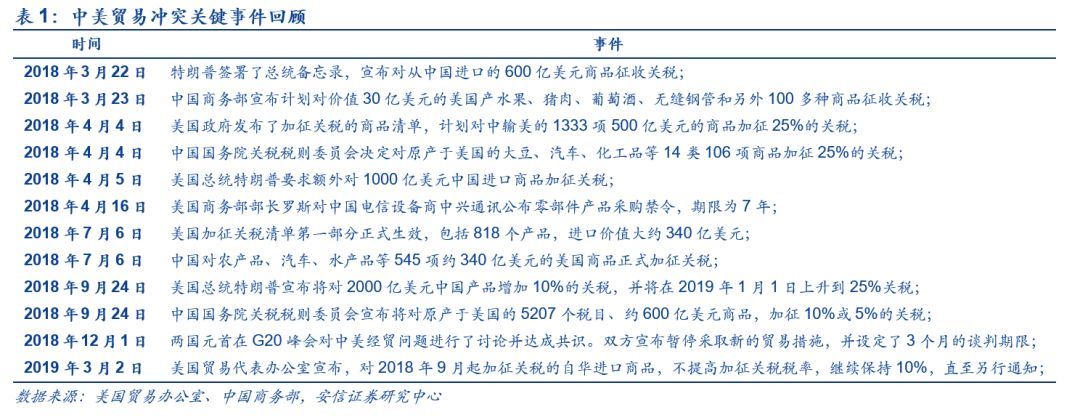 表1：中美贸易冲突关键事件回顾
时间 事件
2018年3月22日 特朗普签署了总统备忘录，宣布对从中国进口的600亿美元商品征收关税；
2018年3月23日 中国商务部宣布计划对价值30亿美元的美国产水果、猪肉、葡萄酒、无缝钢管和另外100多种商品征收关税；
2018年4月4日 美国政府发布了加征关税的商品清单，计划对中输美的1333项500亿美元的商品加征25%的关税；
2018年4月4日 中国国务院关税税则委员会决定对原产于美国的大豆、汽车、化工品等14类106项商品加征25%的关税；
2018年4月5日 美国总统特朗普要求额外对1000亿美元中国进口商品加征关税；
2018年4月16日 美国商务部部长罗斯对中国电信设备商中兴通讯公布零部件产品采购禁令，期限为7年；
2018年7月6日 美国加征关税清单第一部分正式生效，包括818个产品，进口价值大约340亿美元；
2018年7月6日 中国对农产品、汽车、水产品等545项约340亿美元的美国商品正式加征关税；
2018年9月24日 美国总统特朗普宣布将对2000亿美元中国产品增加10%的关税，并将在2019年1月1日上升到25%关税；
2018年9月24日 中国国务院关税税则委员会宣布将对原产于美国的5207个税目、约600亿美元商品，加征10%或5%的关税；
2018年12月1日 两国元首在G20峰会对中美经贸问题进行了讨论并达成共识。双方宣布暂停采取新的贸易措施，并设定了3个月的谈判期限；
2019年3月2日 美国贸易代表办公室宣布，对2018年9月起加征关税的自华进口商品，不提高加征关税税率，继续保持10%，直至另行通知；
数据来源：美国贸易办公室、中国商务部，安信证券研究中心